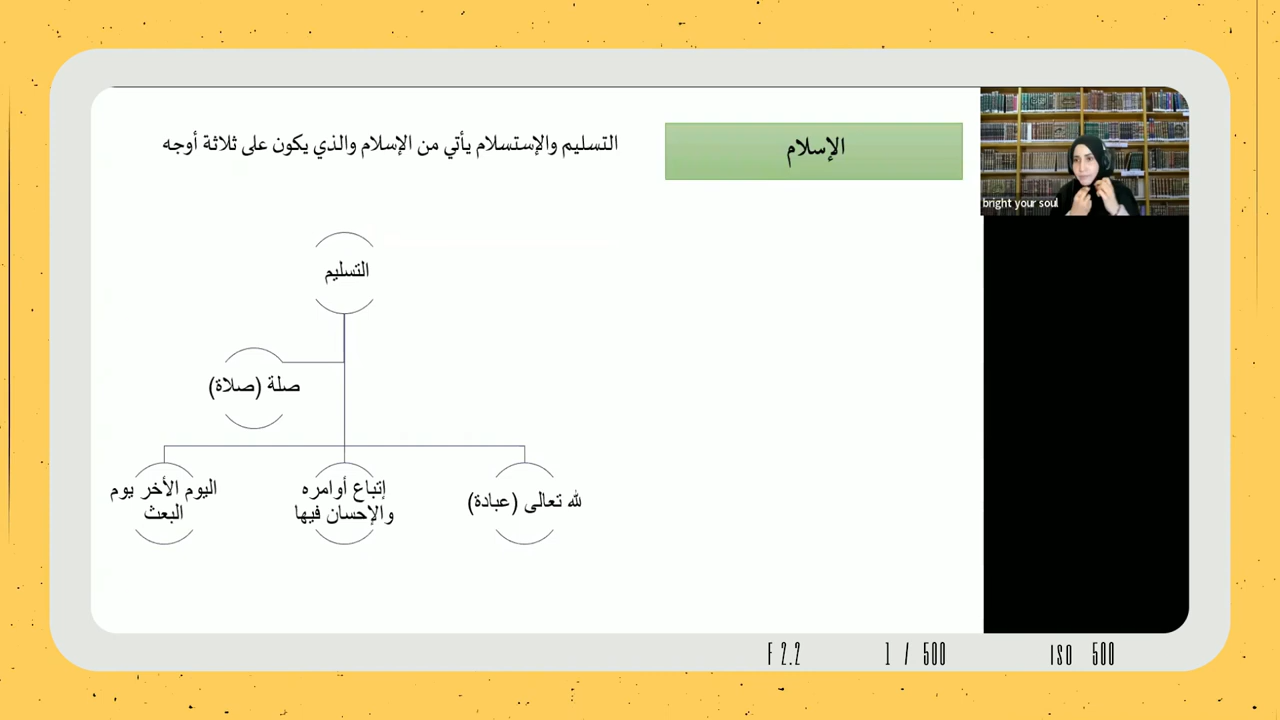 الإسلام
التسليم والإستسلام يأتي من الإسلام والذي يكون على ثلاثة أوجه
bright your soul
التسليم
صلة (صلاة)
لله تعالى (عبادة)
إتباع أوامره
والإحسان فيها
اليوم الأخر يوم
البعث
F 2.2
1 / 500
ISO 500